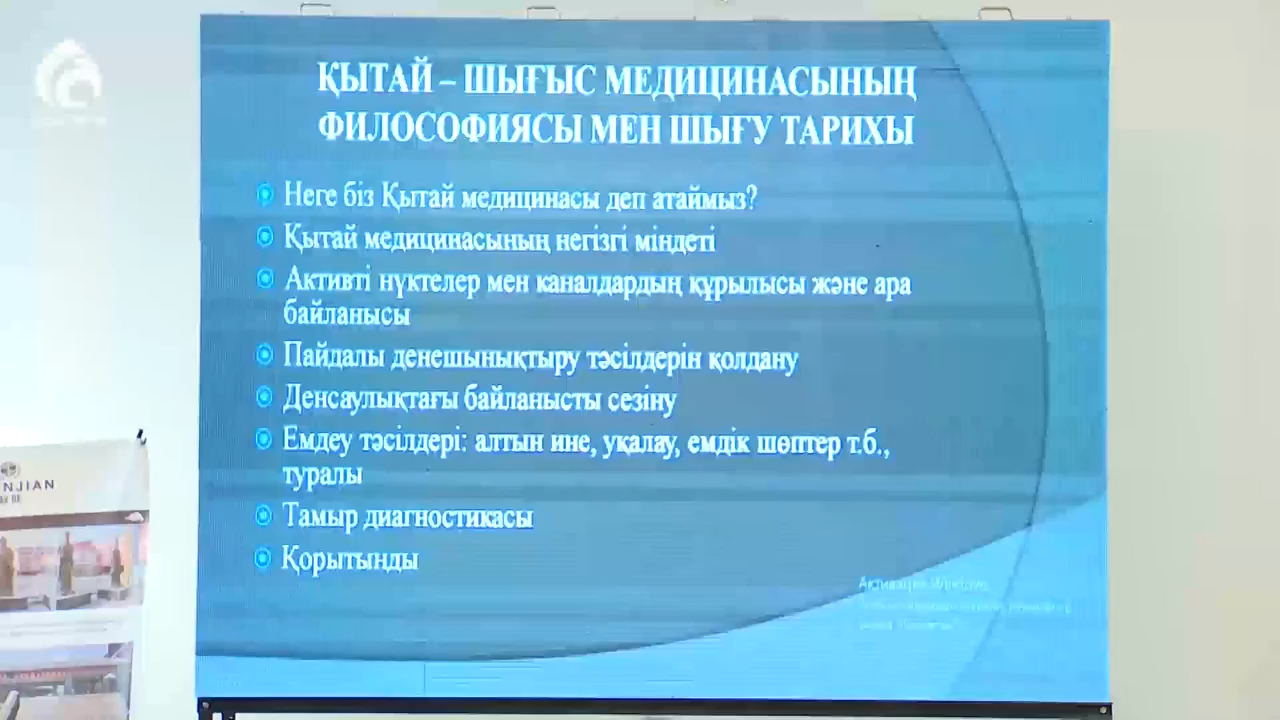 ҚЫТАЙ – ШЫҒЫС МЕДИЦИНАСЫНЫҢ
ФИЛОСОФИЯСЫ МЕН ШЫҒУ ТАРИХЫ
Неге біз Қытай медицинасы деп атаймыз?
Қытай медицинасының негізгі міндеті
Активті нүктелер мен каналдардың құрылысы және ара
байланысы
Пайдалы денешынықтыру тәсілдерін қолдану
Денсаулықтағы байланысты сезіну
Емдеу тәсілдері: алтын ине, уқалау, емдік шөптер т.б.,
туралы
Тамыр диагностикасы
Қорытынды
Активация Windows
NJIAN